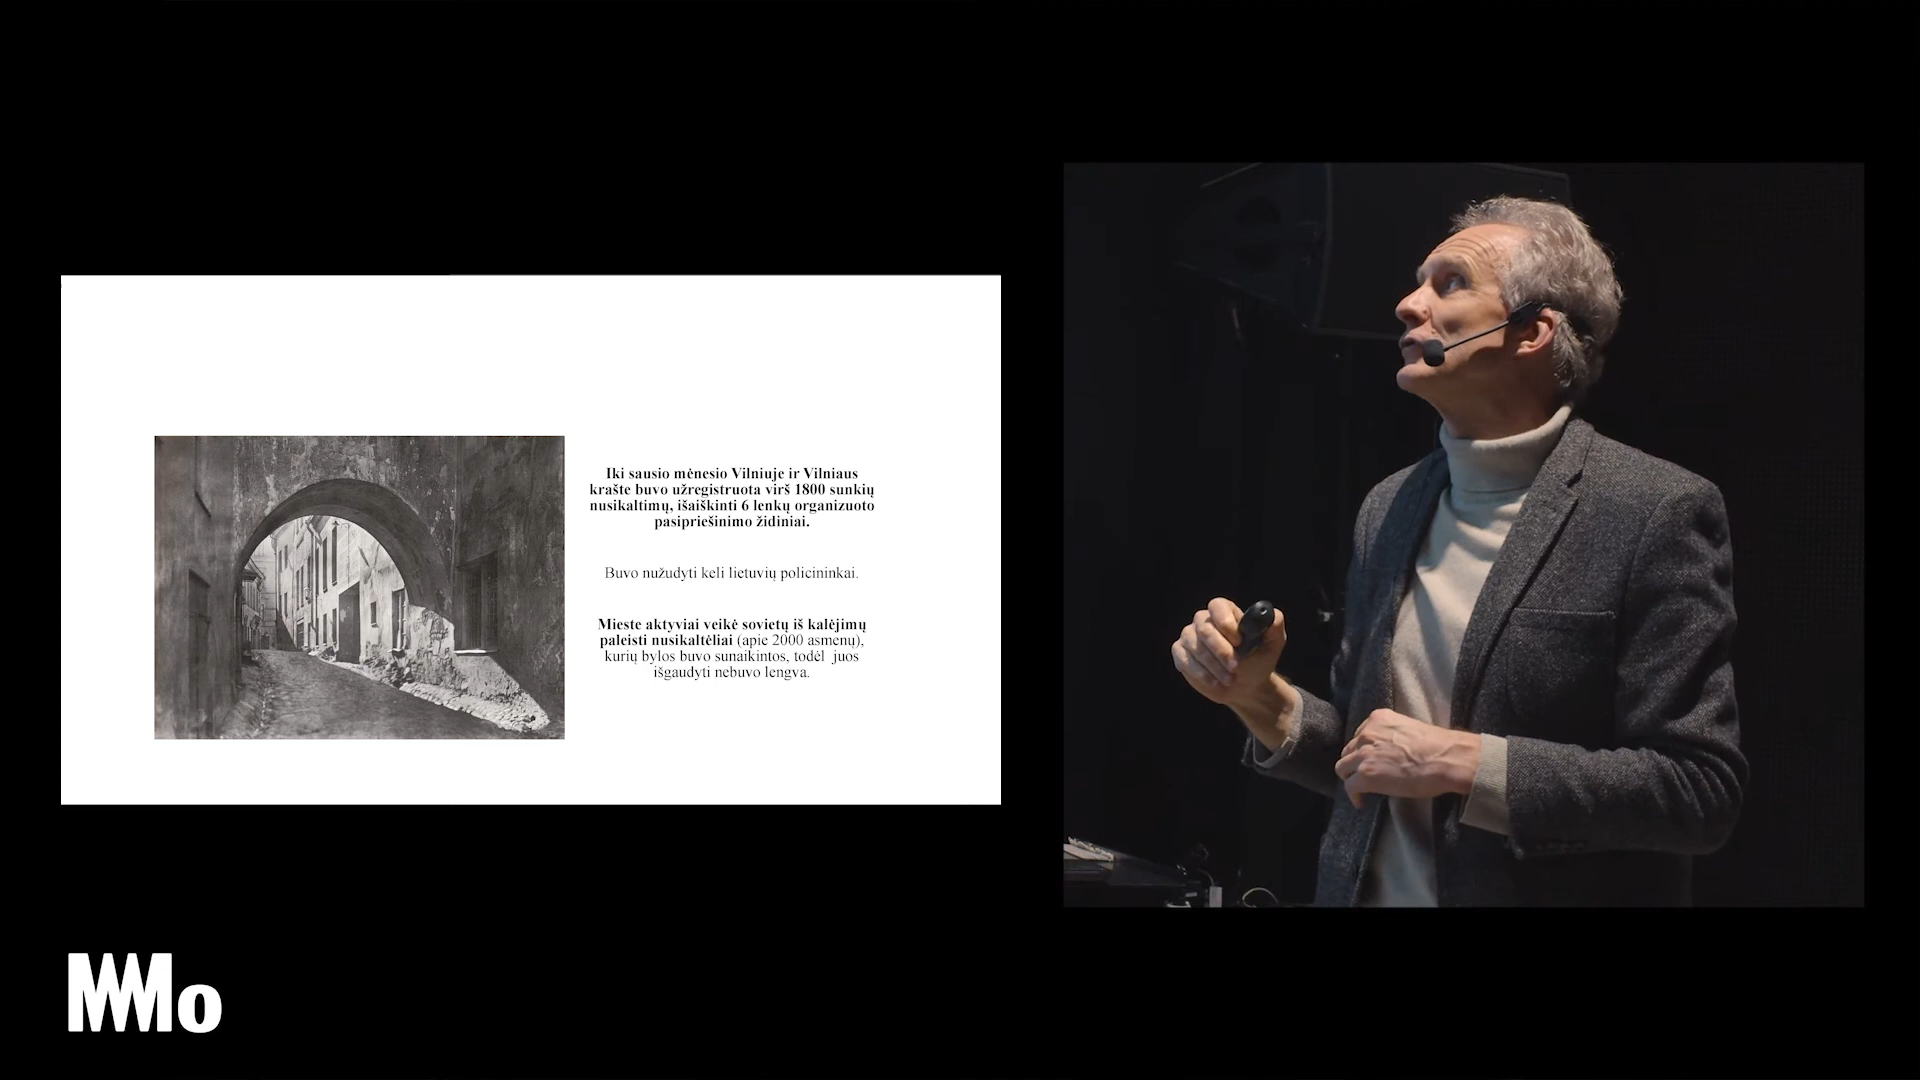 Iki sausio mėnesio Vilniuje ir Vilniaus
krašte buvo užregistruota virš 1800 sunkių
nusikaltimų, išaiškinti 6 lenkų organizuoto
pasipriešinimo židiniai.
Buvo nužudyti keli lietuvių policininkai.
Mieste aktyviai veikė sovietų iš kalėjimų
paleisti nusikaltėliai (apie 2000 asmenų),
kurių bylos buvo sunaikintos, todėl  juos
išgaudyti nebuvo lengva.
MMo